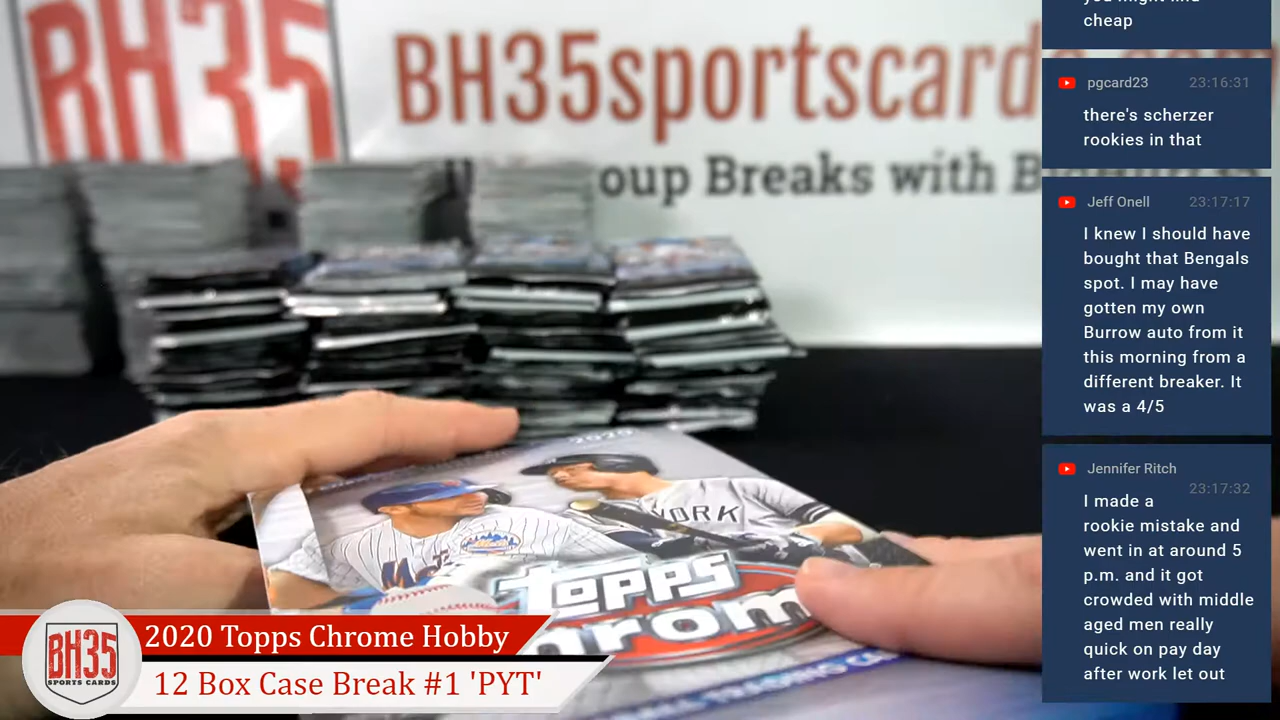 BH35
BH35sportscard
oup Breaks with B
2020
YORK
Mets
TOPPS
hrom
BH35
SPORTS CARDS
2020 Topps Chrome Hobby
12 Box Case Break #1 'PYT'
cheap
pgcard23 23:16:31
there's scherzer
rookies in that
Jeff Onell 23:17:17
I knew I should have
bought that Bengals
spot. I may have
gotten my own
Burrow auto from it
this morning from a
different breaker. It
was a 4/5
Jennifer Ritch
23:17:32
I made a
rookie mistake and
went in at around 5
p.m. and it got
crowded with middle
aged men really
quick on pay day
after work let out